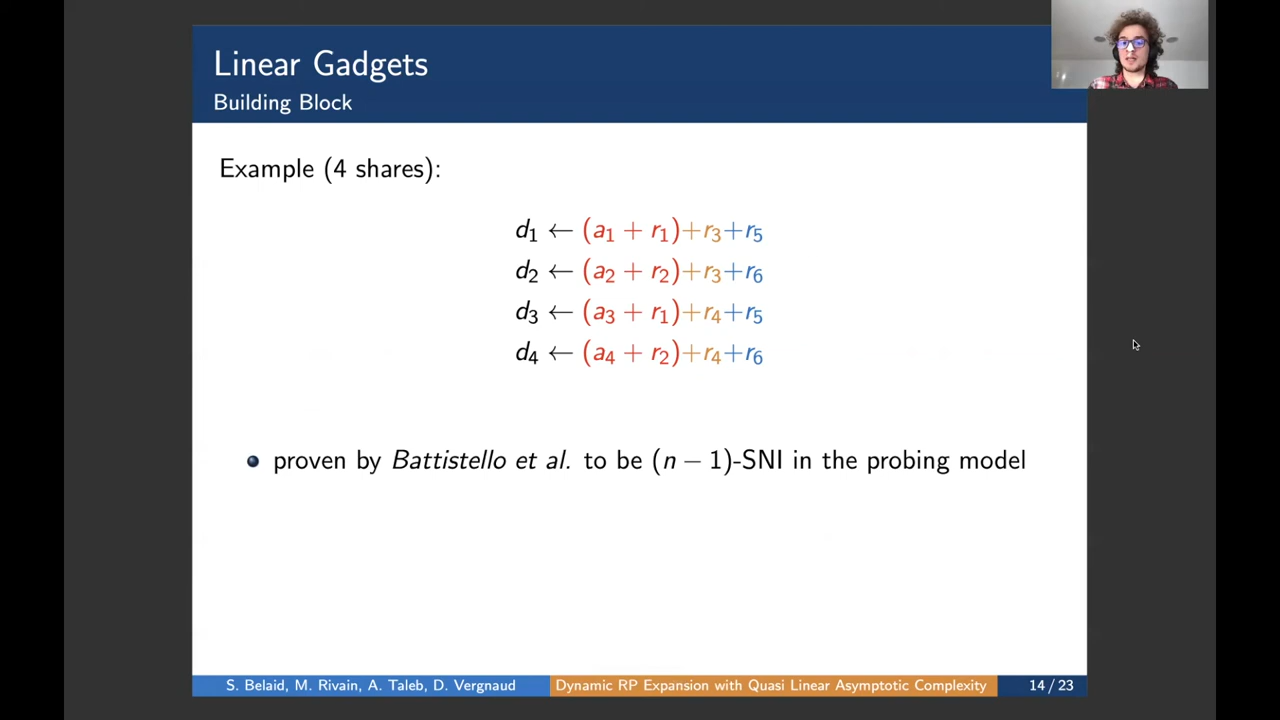 Linear Gadgets
Building Block
Example (4 shares):
d₁ ← (a₁ + r₁)+r₃+r₅
d₂ ← (a₂ + r₂)+r₃+r₆
d₃ ← (a₃ + r₁)+r₄+r₅
d₄ ← (a₄ + r₂)+r₄+r₆
proven by Battistello et al. to be (n − 1)-SNI in the probing model
S. Belaid, M. Rivain, A. Taleb, D. Vergnaud Dynamic RP Expansion with Quasi Linear Asymptotic Complexity 14 / 23